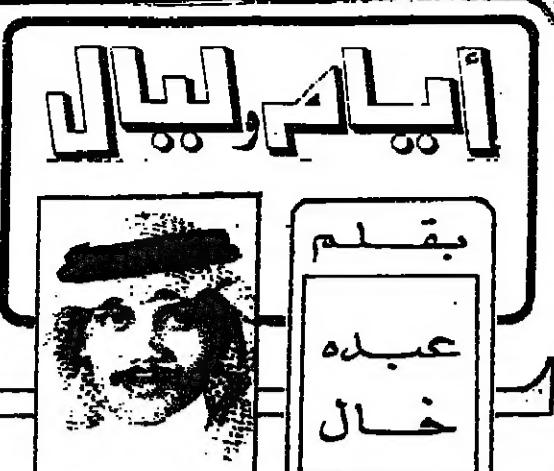 أيام وليال
بقلم
عبده
خال